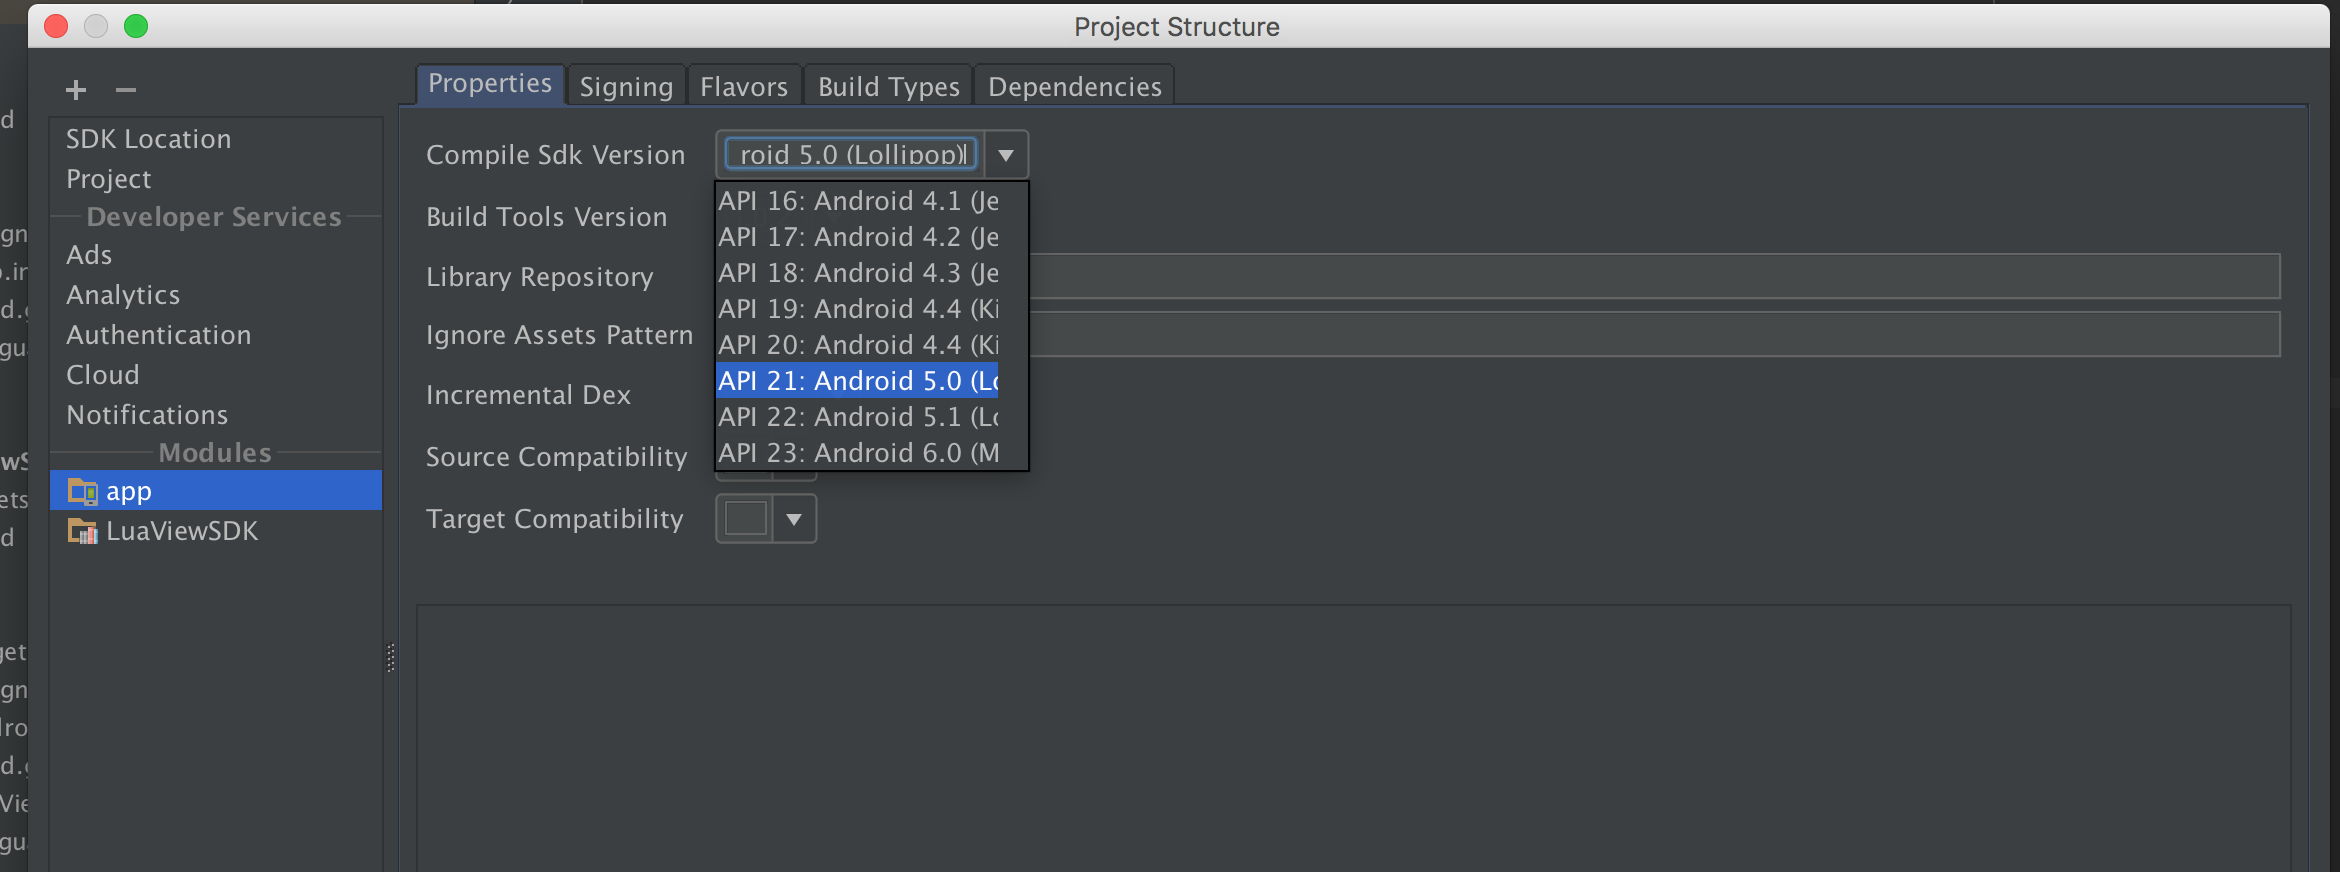 Project Structure
Properties Signing Flavors Build Types Dependencies
SDK Location
Project
Developer Services
Ads
Analytics
Authentication
Cloud
Notifications
Modules
app
LuaViewSDK
Compile Sdk Version roid 5.0 (Lollipop)
Build Tools Version
Library Repository
Ignore Assets Pattern
Incremental Dex
Source Compatibility
Target Compatibility
API 16: Android 4.1 (Je
API 17: Android 4.2 (Je
API 18: Android 4.3 (Je
API 19: Android 4.4 (Ki
API 20: Android 4.4 (Ki
API 21: Android 5.0 (Lo
API 22: Android 5.1 (Lo
API 23: Android 6.0 (M